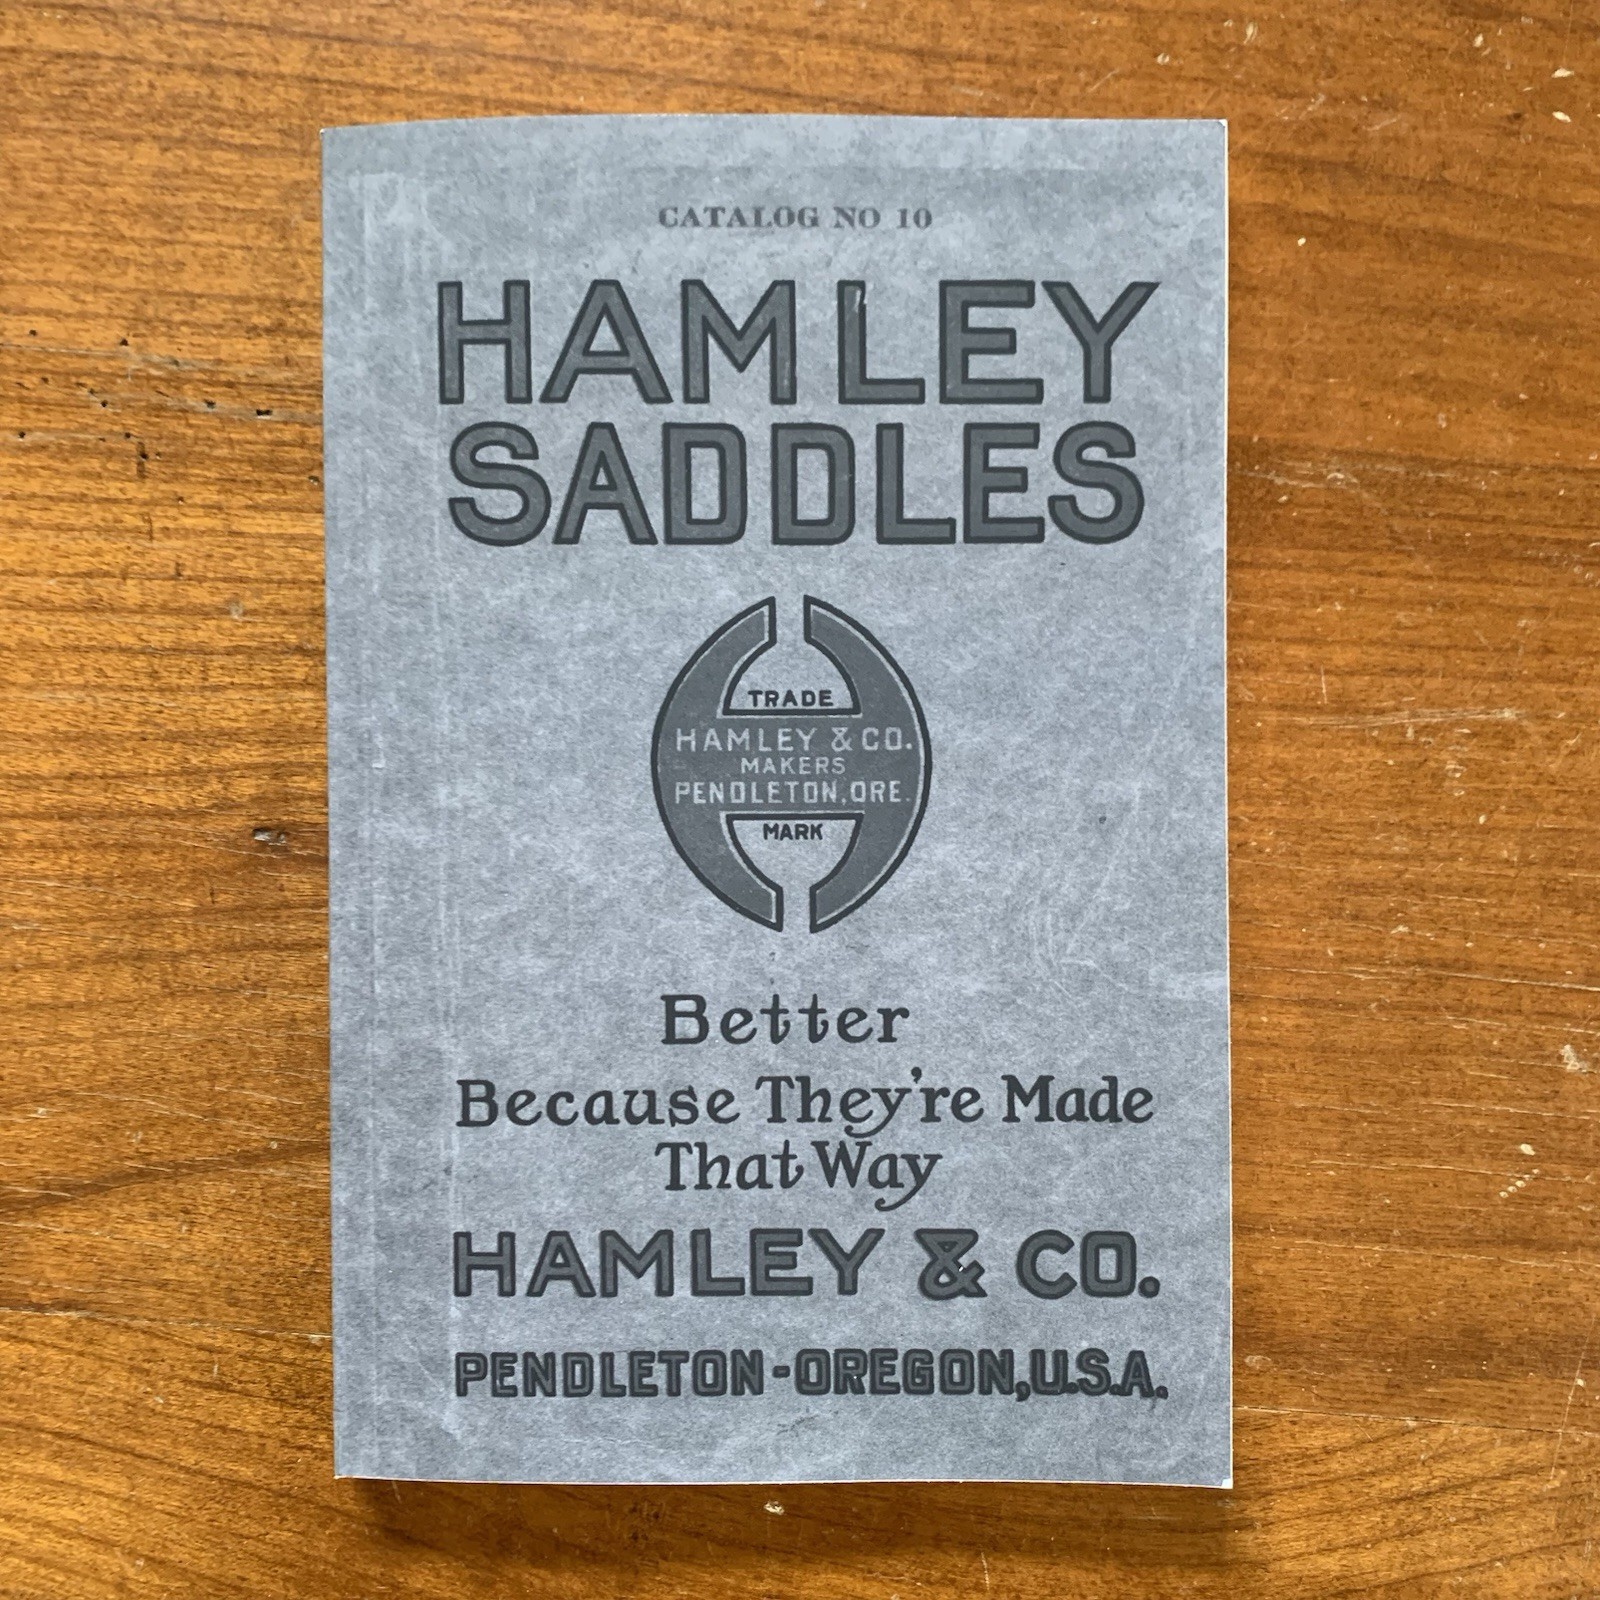 CATALOG NO 10
HAMLEY
SADDLES
TRADE
HAMLEY & CO.
MAKERS
PENDLETON, ORE.
MARK
Better
Because They're Made
That Way
HAMLEY & CO.
PENDLETON-OREGON, U.S.A.